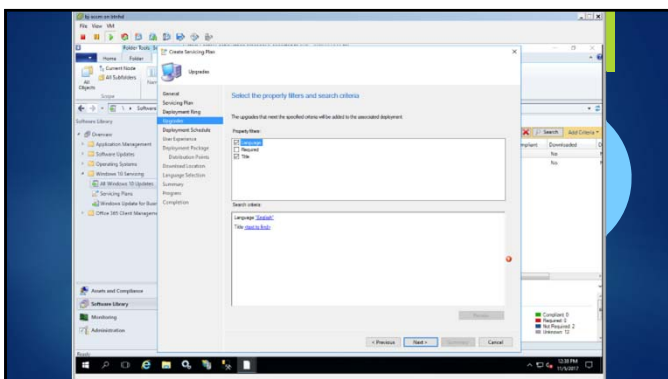 File View VM
Home Folder
Create Servicing Plan
Upgrades
All Objects
Current Node
All Subfolders
Scope
Software Library
Overview
Application Management
Software Updates
Operating Systems
Windows 10 Servicing
All Windows 10 Updates
Servicing Plans
Windows Update for Busi
Office 365 Client Manageme
Assets and Compliance
Software Library
Monitoring
Administration
Ready
General
Servicing Plan
Deployment Ring
Upgrades
Deployment Schedule
User Experience
Deployment Package
Distribution Points
Download Location
Language Selection
Summary
Progress
Completion
Select the property filters and search criteria
The upgrades that meet the specified criteria will be added to the associated deployment.
Property filters:
Language
Required
Title
Search criteria:
Language "English"
Title <text to find>
Preview
< Previous
Next >
Summary
Cancel
Search
Add Criteria
Downloaded
No
No
Compliant: 0
Required: 0
Not Required: 2
Unknown: 12
12:38 PM
11/5/2017